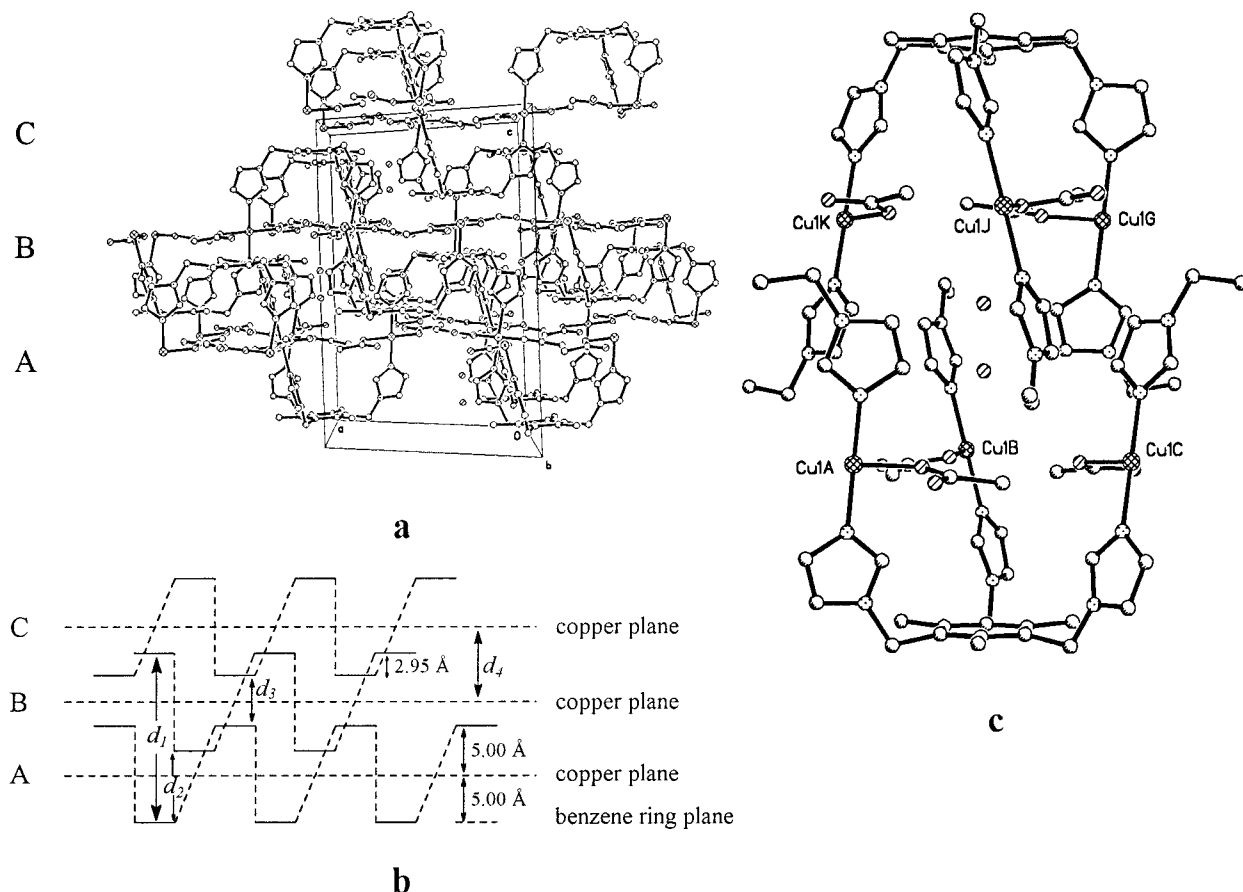 C
B
A
c
a
O
b
a
Cu1K
Cu1J
Cu1G
Cu1A
Cu1B
Cu1C
c
C
B
A
copper plane
copper plane
copper plane
benzene ring plane
2.95 Å
d4
d3
d1
d2
5.00 Å
5.00 Å
b